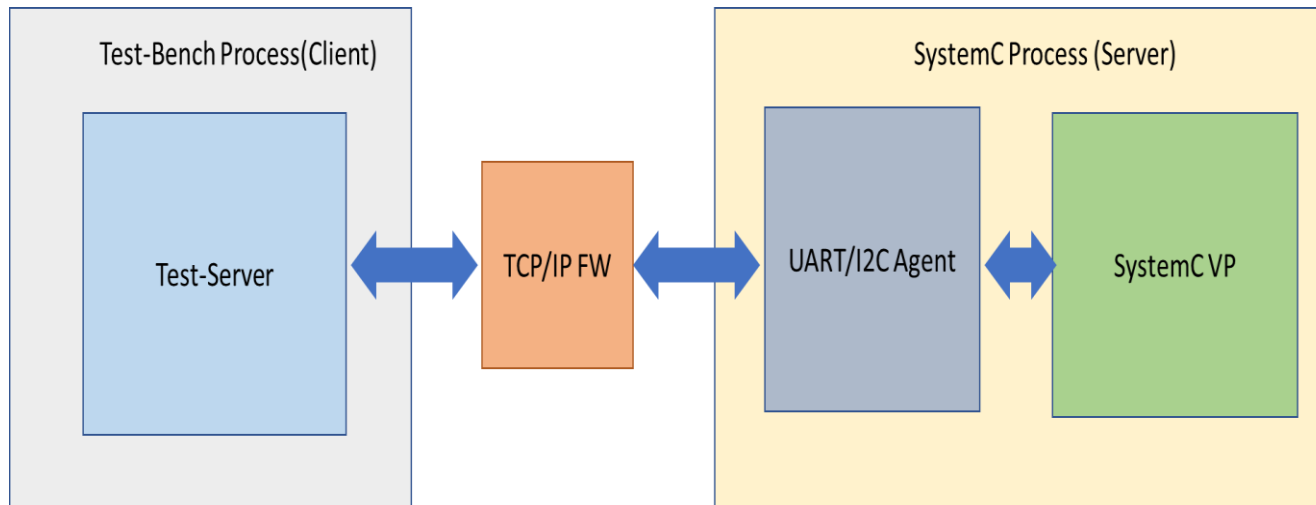 Test-Bench Process(Client)
SystemC Process (Server)
Test-Server
TCP/IP FW
UART/I2C Agent
SystemC VP